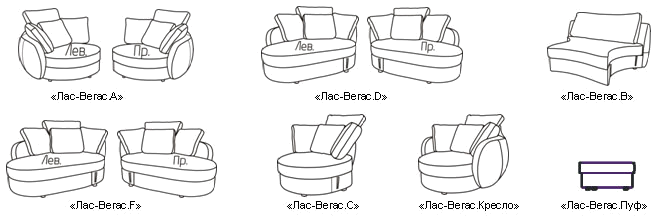 Лев. Пр. Лев. Пр.
«Лас-Вегас.А» «Лас-Вегас.D» «Лас-Вегас.В»
Лев. Пр.
«Лас-Вегас.F» «Лас-Вегас.С» «Лас-Вегас.Кресло» «Лас-Вегас.Пуф»